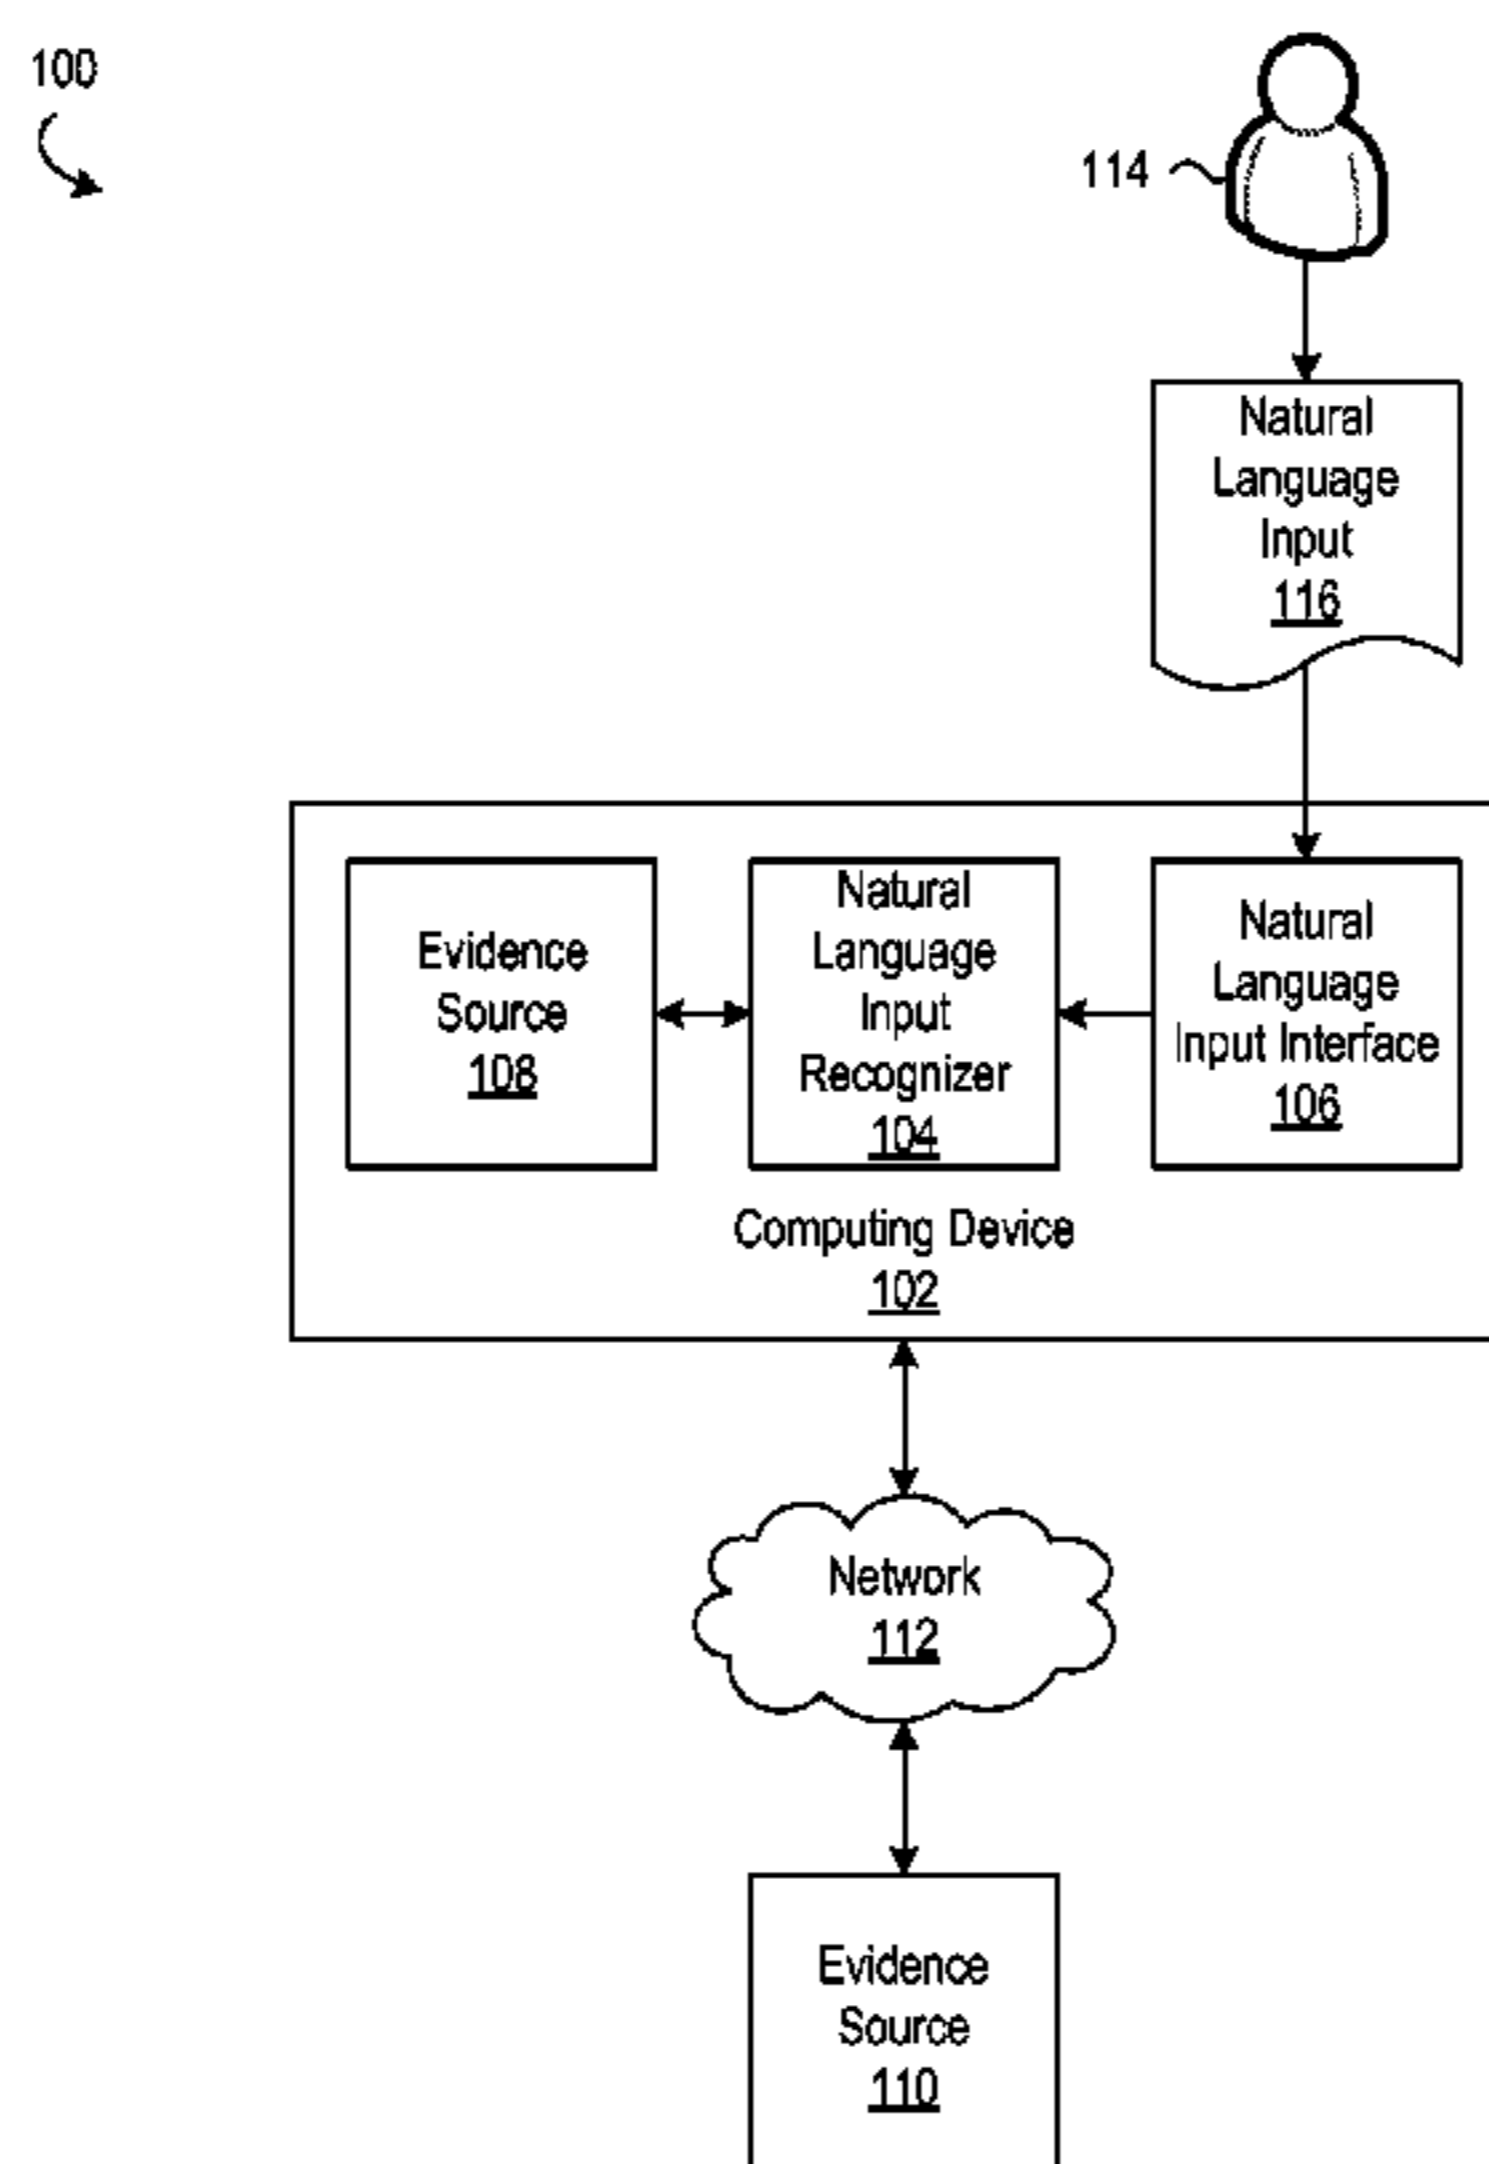 100
114
Natural
Language
Input
116
Evidence
Source
108
Natural
Language
Input
Recognizer
104
Natural
Language
Input Interface
106
Computing Device
102
Network
112
Evidence
Source
110